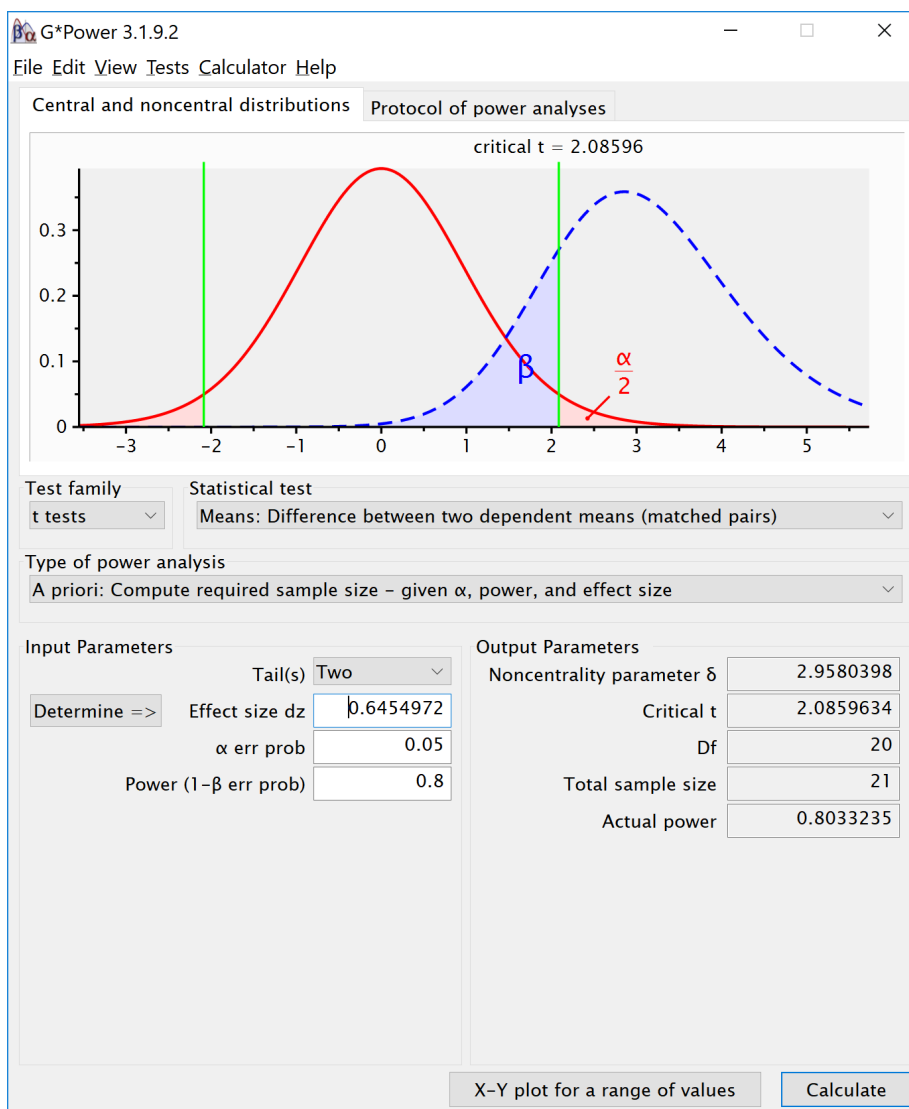 G*Power 3.1.9.2
File Edit View Tests Calculator Help
Central and noncentral distributions
Protocol of power analyses
critical t = 2.08596
0.3
0.2
0.1
0
β
α
2
-3 -2 -1 0 1 2 3 4 5
Test family
Statistical test
t tests
Means: Difference between two dependent means (matched pairs)
Type of power analysis
A priori: Compute required sample size – given α, power, and effect size
Input Parameters
Tail(s) Two
Determine => Effect size dz 0.6454972
α err prob 0.05
Power (1-β err prob) 0.8
Output Parameters
Noncentrality parameter δ 2.9580398
Critical t 2.0859634
Df 20
Total sample size 21
Actual power 0.8033235
X-Y plot for a range of values
Calculate